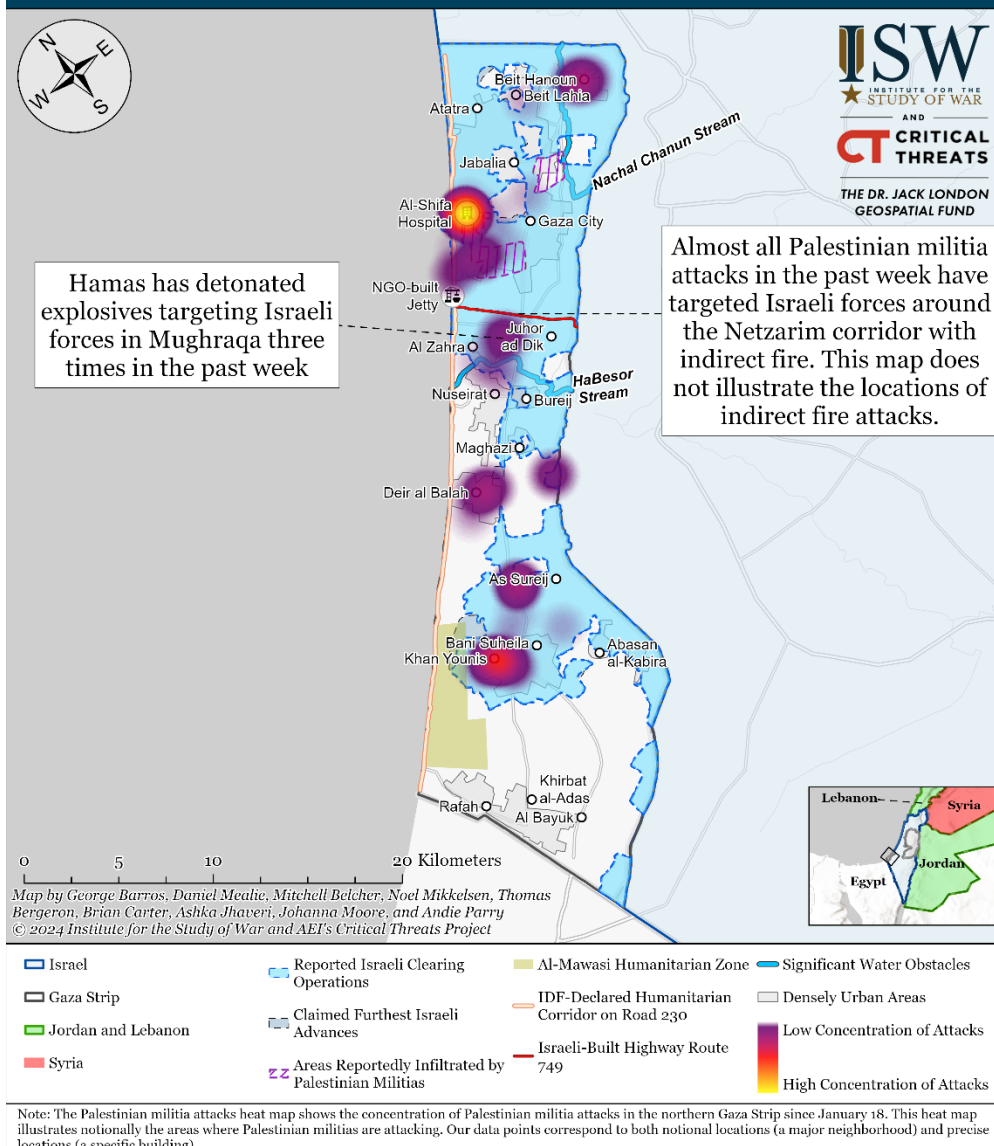 N
E
W
S
ISW
INSTITUTE FOR THE
STUDY OF WAR
AND
CT CRITICAL
THREATS
THE DR. JACK LONDON
GEOSPATIAL FUND
Beit Hanoun
Beit Lahia
Atatra
Jabalia
Nachal Chanun Stream
Al-Shifa
Hospital
Gaza City
Hamas has detonated
explosives targeting Israeli
forces in Mughraqa three
times in the past week
Almost all Palestinian militia
attacks in the past week have
targeted Israeli forces around
the Netzarim corridor with
indirect fire. This map does
not illustrate the locations of
indirect fire attacks.
NGO-built
Jetty
Juhor
ad Dik
Al Zahra
HaBesor
Stream
Nuseirat
Bureij
Maghazi
Deir al Balah
As Sureij
Bani Suheila
Khan Younis
Abasan
al-Kabira
Khirbat
al-Adas
Rafah
Al Bayuk
Lebanon
Syria
Jordan
Egypt
0 5 10 20 Kilometers
Map by George Barros, Daniel Mealie, Mitchell Belcher, Noel Mikkelsen, Thomas
Bergeron, Brian Carter, Ashka Jhaveri, Johanna Moore, and Andie Parry
© 2024 Institute for the Study of War and AEI's Critical Threats Project
Israel
Gaza Strip
Jordan and Lebanon
Syria
Reported Israeli Clearing
Operations
Claimed Furthest Israeli
Advances
Areas Reportedly Infiltrated by
Palestinian Militias
Al-Mawasi Humanitarian Zone
IDF-Declared Humanitarian
Corridor on Road 230
Israeli-Built Highway Route
749
Significant Water Obstacles
Densely Urban Areas
Low Concentration of Attacks
High Concentration of Attacks
Note: The Palestinian militia attacks heat map shows the concentration of Palestinian militia attacks in the northern Gaza Strip since January 18. This heat map
illustrates notionally the areas where Palestinian militias are attacking. Our data points correspond to both notional locations (a major neighborhood) and precise
locations (a specific building)